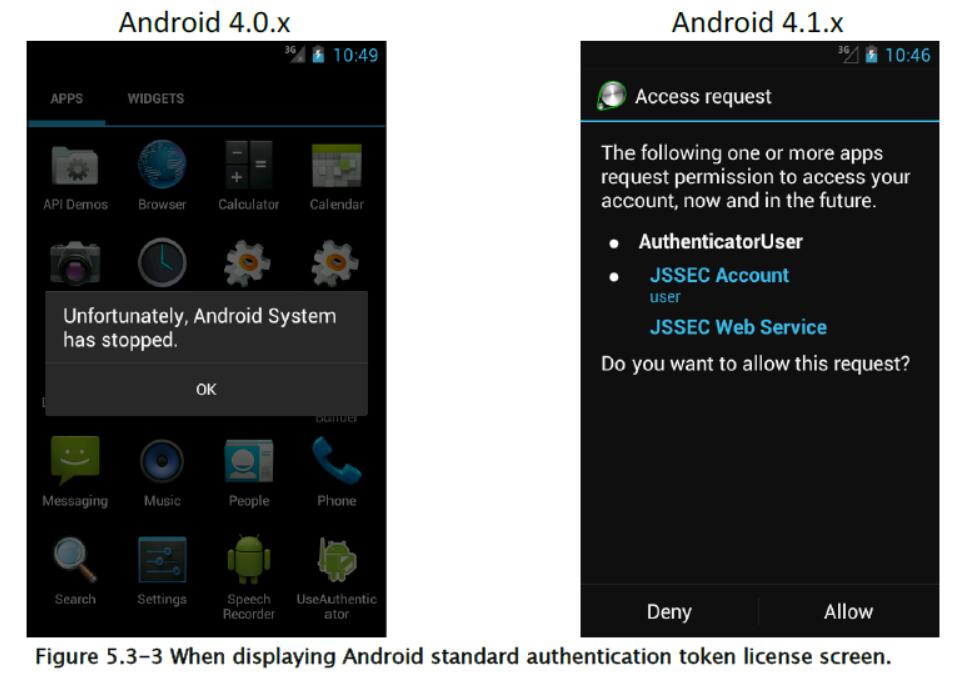 Android 4.0.x
3G 10:49
APPS WIDGETS
API Demos Browser Calculator Calendar
Unfortunately, Android System
has stopped.
OK
Builder
Messaging Music People Phone
Search Settings Speech
Recorder UseAuthentic
ator
Android 4.1.x
3G 10:46
Access request
The following one or more apps
request permission to access your
account, now and in the future.
● AuthenticatorUser
● JSSEC Account
user
JSSEC Web Service
Do you want to allow this request?
Deny Allow
Figure 5.3-3 When displaying Android standard authentication token license screen.